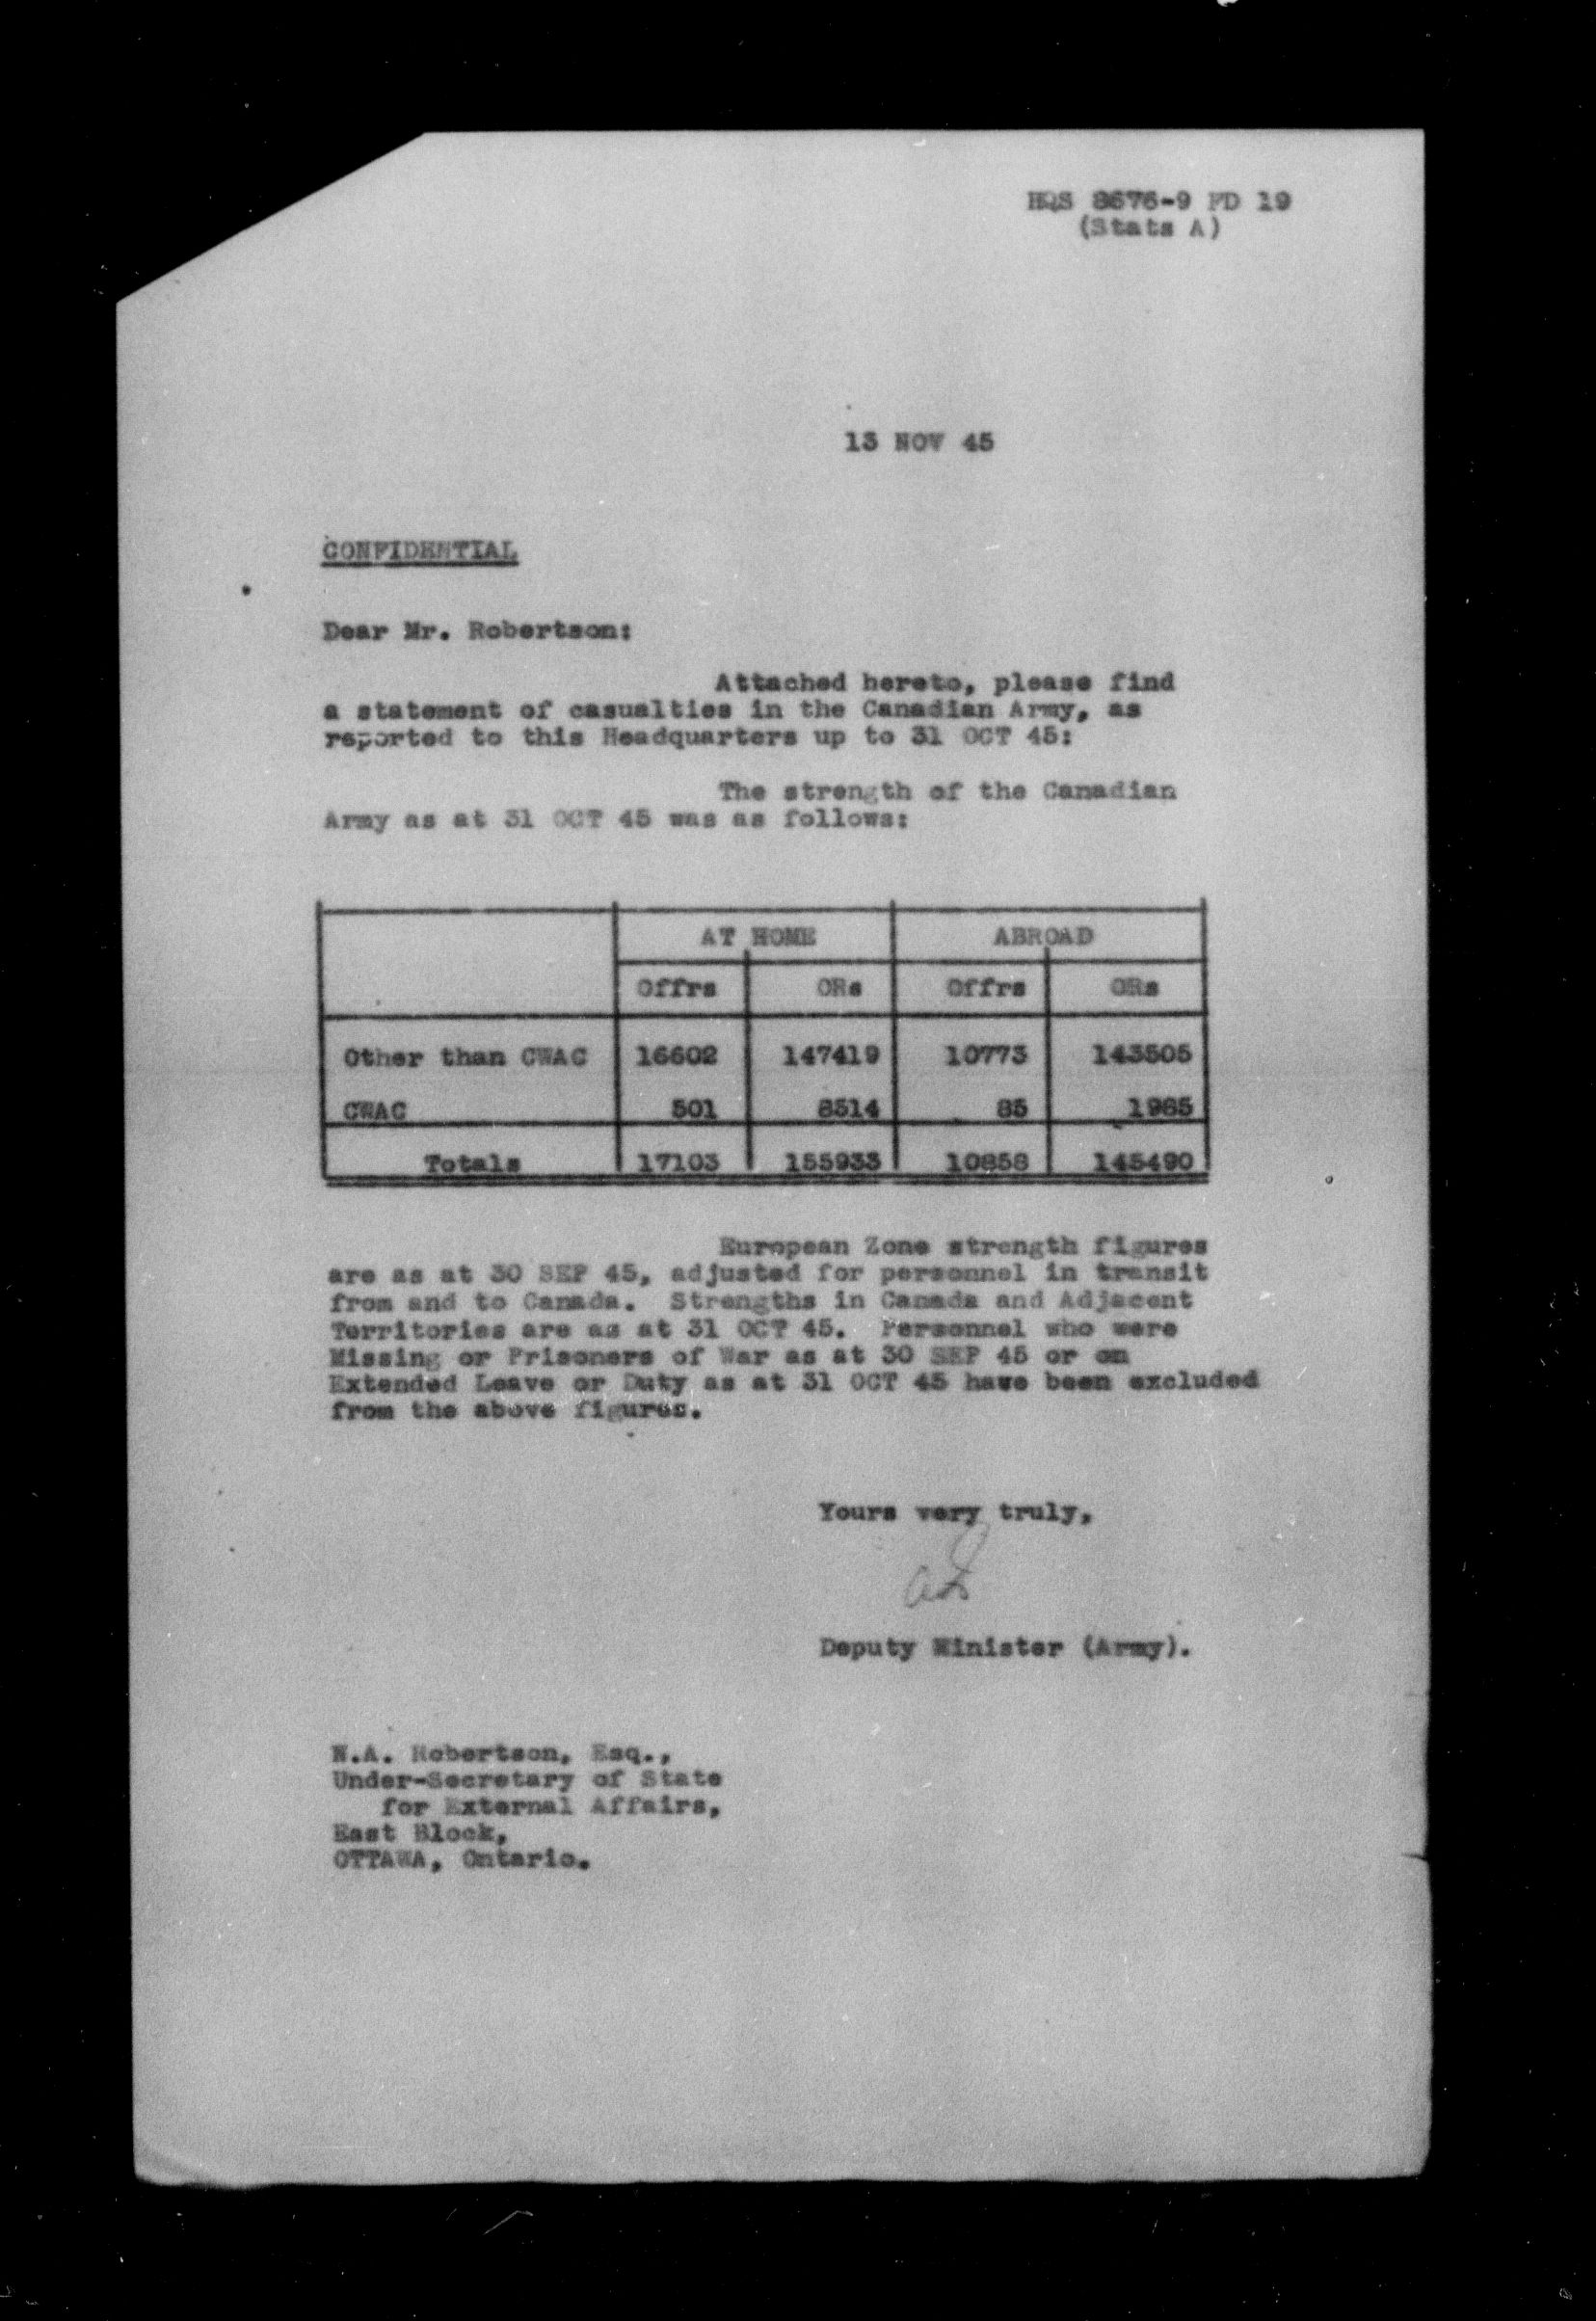 HQS 8676-9 FD 19
(Stats A)
13 NOV 45
CONFIDENTIAL
Dear Mr. Robertson:
Attached hereto, please find
a statement of casualties in the Canadian Army, as
reported to this Headquarters up to 31 OCT 45:
The strength of the Canadian
Army as at 31 OCT 45 was as follows:
AT HOME ABROAD
Offrs ORs Offrs ORs
Other than CWAC 16602 147419 10773 143505
CWAC 501 8514 85 1985
Totals 17103 155933 10858 145490
European Zone strength figures
are as at 30 SEP 45, adjusted for personnel in transit
from and to Canada. Strengths in Canada and Adjacent
Territories are as at 31 OCT 45. Personnel who were
Missing or Prisoners of War as at 30 SEP 45 or on
Extended Leave or Duty as at 31 OCT 45 have been excluded
from the above figures.
Yours very truly,
Deputy Minister (Army).
N.A. Robertson, Esq.,
Under-Secretary of State
for External Affairs,
East Block,
OTTAWA, Ontario.